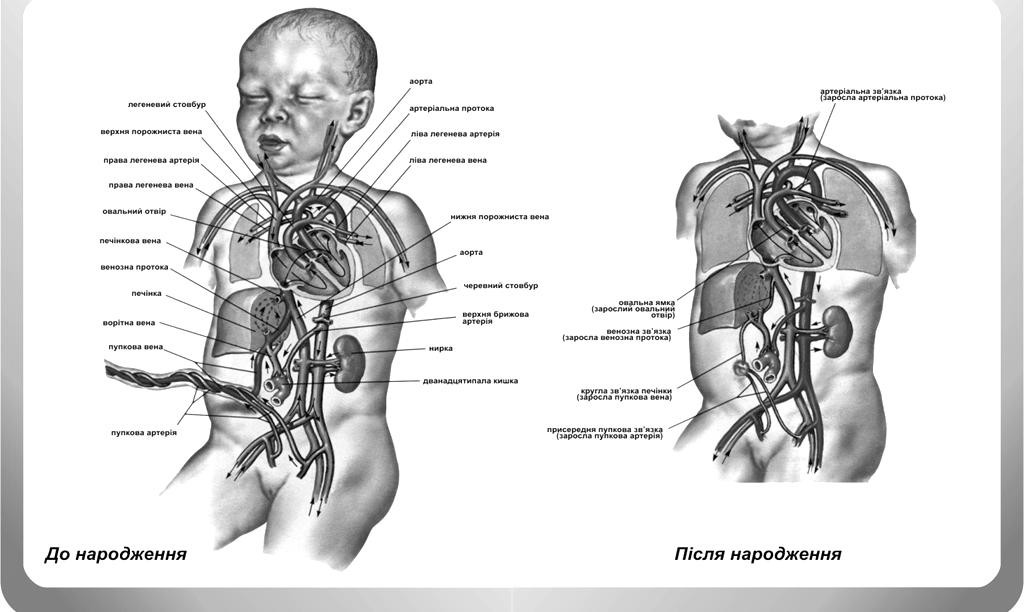 легеневий стовбур
верхня порожниста вена
права легенева артерія
права легенева вена
овальний отвір
печінкова вена
венозна протока
печінка
ворітна вена
пупкова вена
пупкова артерія
аорта
артеріальна протока
ліва легенева артерія
ліва легенева вена
нижня порожниста вена
аорта
черевний стовбур
верхня брижова
артерія
нирка
дванадцятипала кишка
До народження
артеріальна зв'язка
(заросла артеріальна протока)
овальна ямка
(зарослий овальний
отвір)
венозна зв'язка
(заросла венозна протока)
кругла зв'язка печінки
(заросла пупкова вена)
присередня пупкова зв'язка
(заросла пупкова артерія)
Після народження